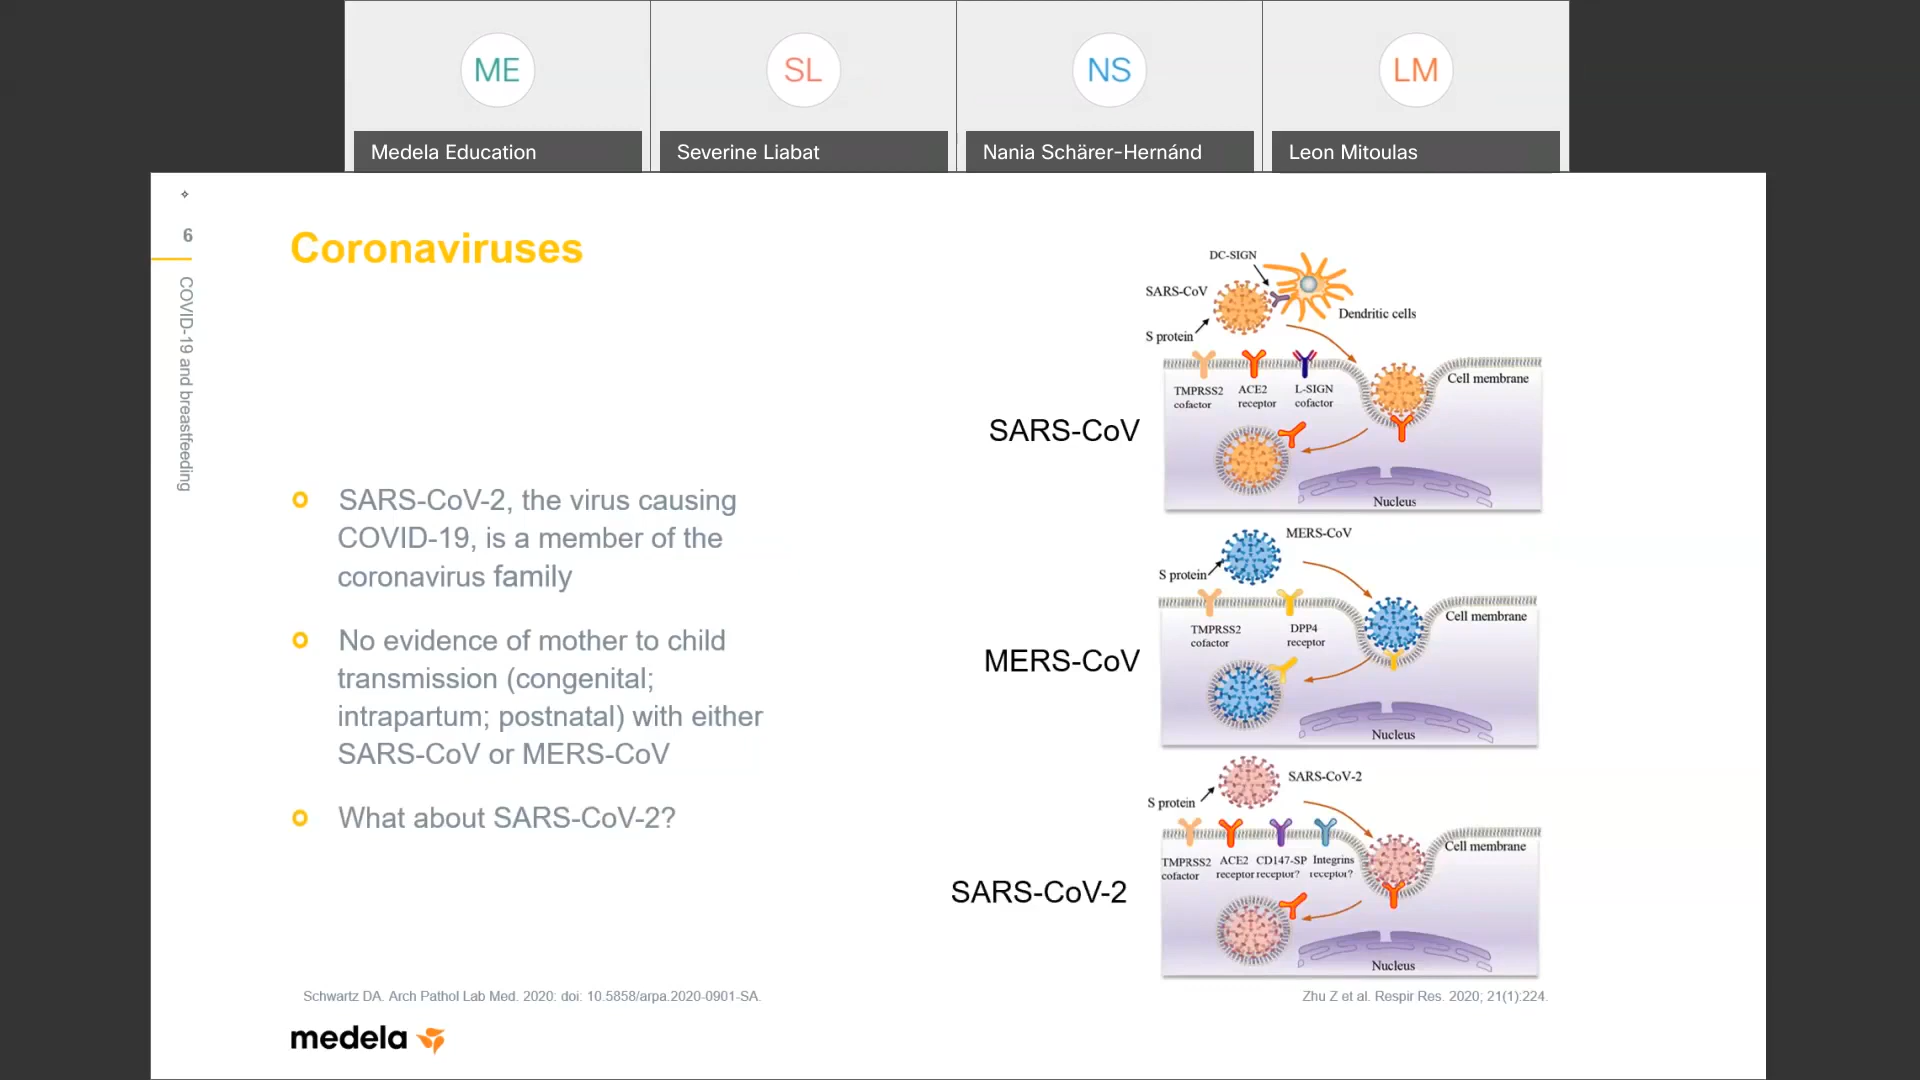 ME
SL
NS
LM
Medela Education
Severine Liabat
Nania Schärer-Hernánd
Leon Mitoulas
6
COVID-19 and breastfeeding
Coronaviruses
SARS-CoV-2, the virus causing
COVID-19, is a member of the
coronavirus family
No evidence of mother to child
transmission (congenital;
intrapartum; postnatal) with either
SARS-CoV or MERS-CoV
What about SARS-CoV-2?
SARS-CoV
DC-SIGN
SARS-CoV
Dendritic cells
S protein
Cell membrane
TMPRSS2
cofactor
ACE2
receptor
L-SIGN
cofactor
Nucleus
MERS-CoV
MERS-CoV
S protein
Cell membrane
TMPRSS2
cofactor
DPP4
receptor
Nucleus
SARS-CoV-2
SARS-CoV-2
S protein
Cell membrane
TMPRSS2
cofactor
ACE2
receptor
CD147-SP
receptor?
Integrins
receptor?
Nucleus
Schwartz DA. Arch Pathol Lab Med. 2020: doi: 10.5858/arpa.2020-0901-SA.
Zhu Z et al. Respir Res. 2020; 21(1):224.
medela